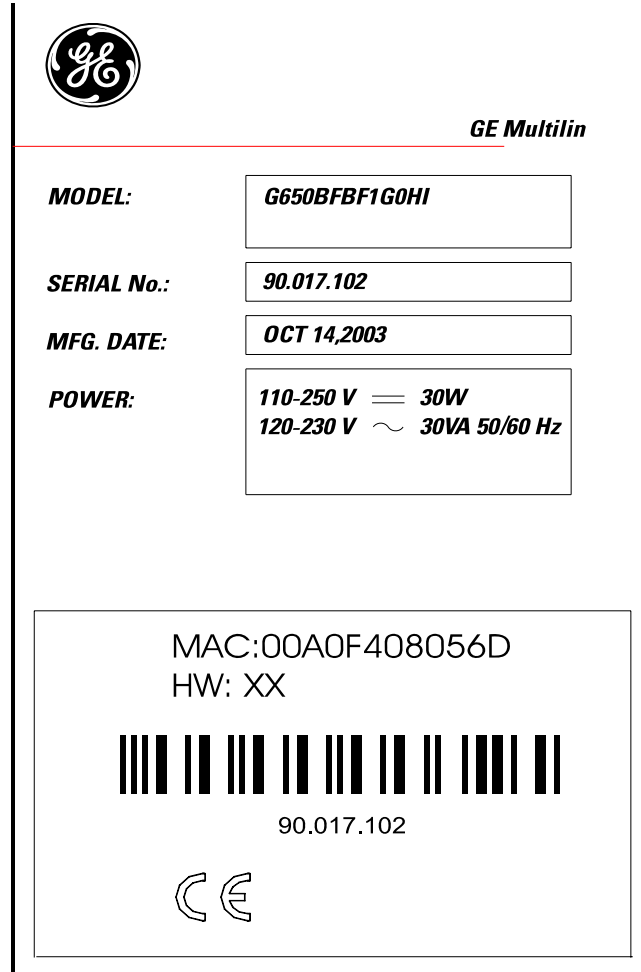 GE
GE Multilin
MODEL: G650BFBF1G0HI
SERIAL No.: 90.017.102
MFG. DATE: OCT 14,2003
POWER: 110-250 V ⎓ 30W
120-230 V ~ 30VA 50/60 Hz
MAC:00A0F408056D
HW: XX
90.017.102
CE